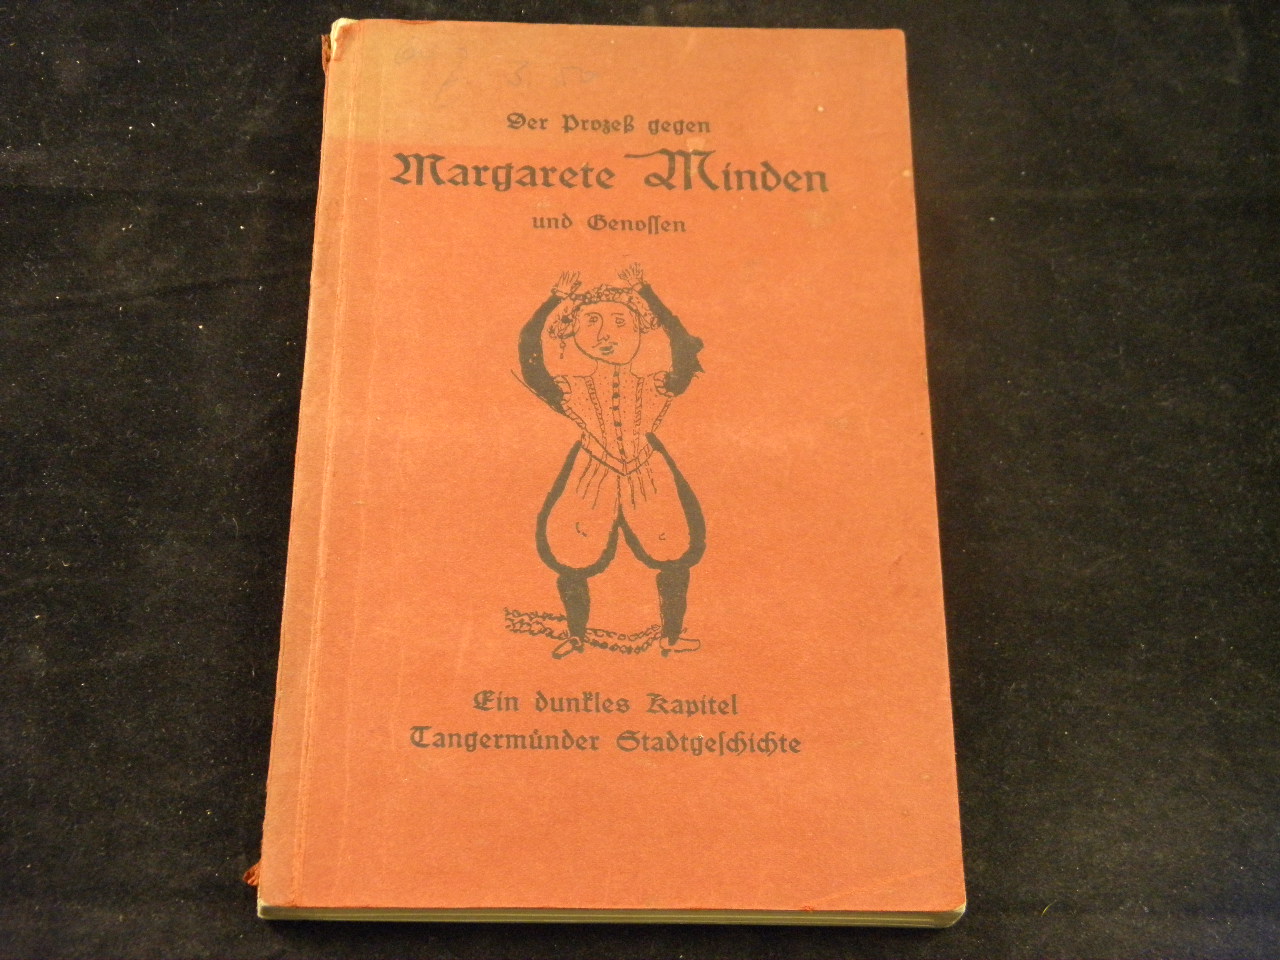 Der Prozeß gegen
Margarete Minden
und Genoſſen
Ein dunkles Kapitel
Tangermünder Stadtgeſchichte